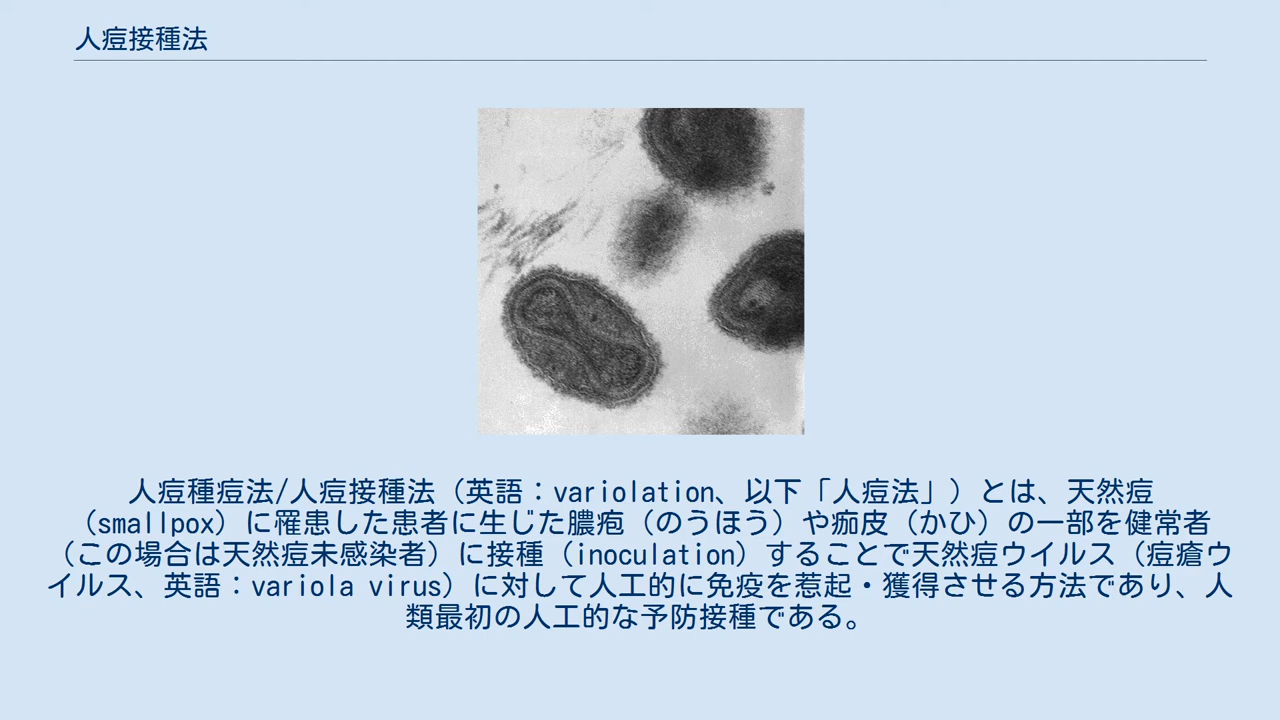 人痘接種法
人痘種痘法/人痘接種法（英語：variolation、以下「人痘法」）とは、天然痘
（smallpox）に罹患した患者に生じた膿疱（のうほう）や痂皮（かひ）の一部を健常者
（この場合は天然痘未感染者）に接種（inoculation）することで天然痘ウイルス（痘瘡ウ
イルス、英語：variola virus）に対して人工的に免疫を惹起・獲得させる方法であり、人
類最初の人工的な予防接種である。